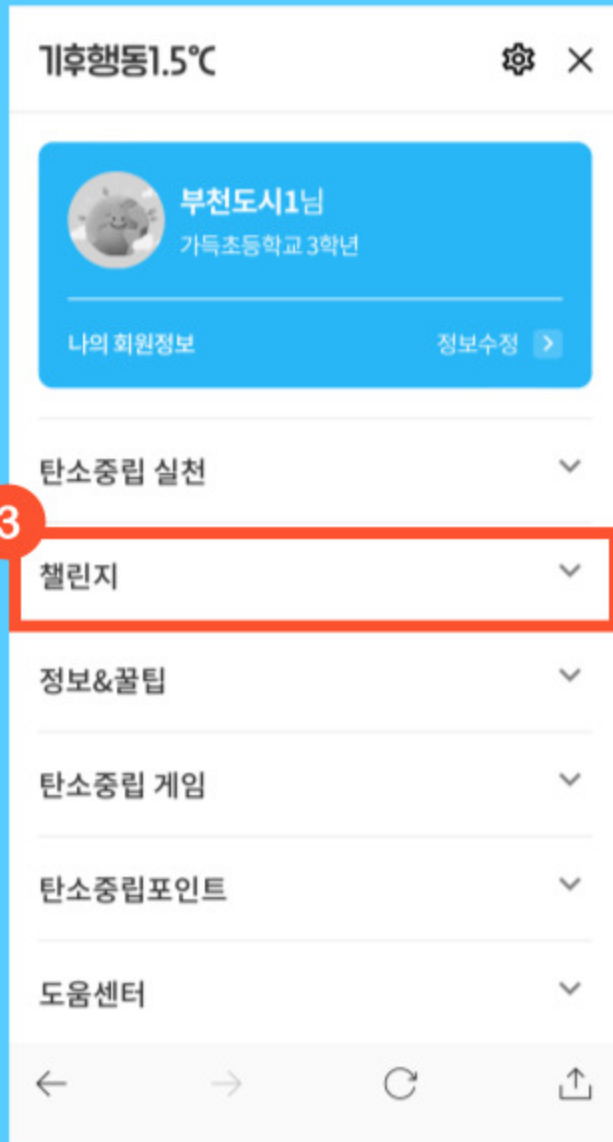 기후행동1.5℃
부천도시1님
가득초등학교 3학년
나의 회원정보 정보수정
탄소중립 실천
3
챌린지
정보&꿀팁
탄소중립 게임
탄소중립포인트
도움센터